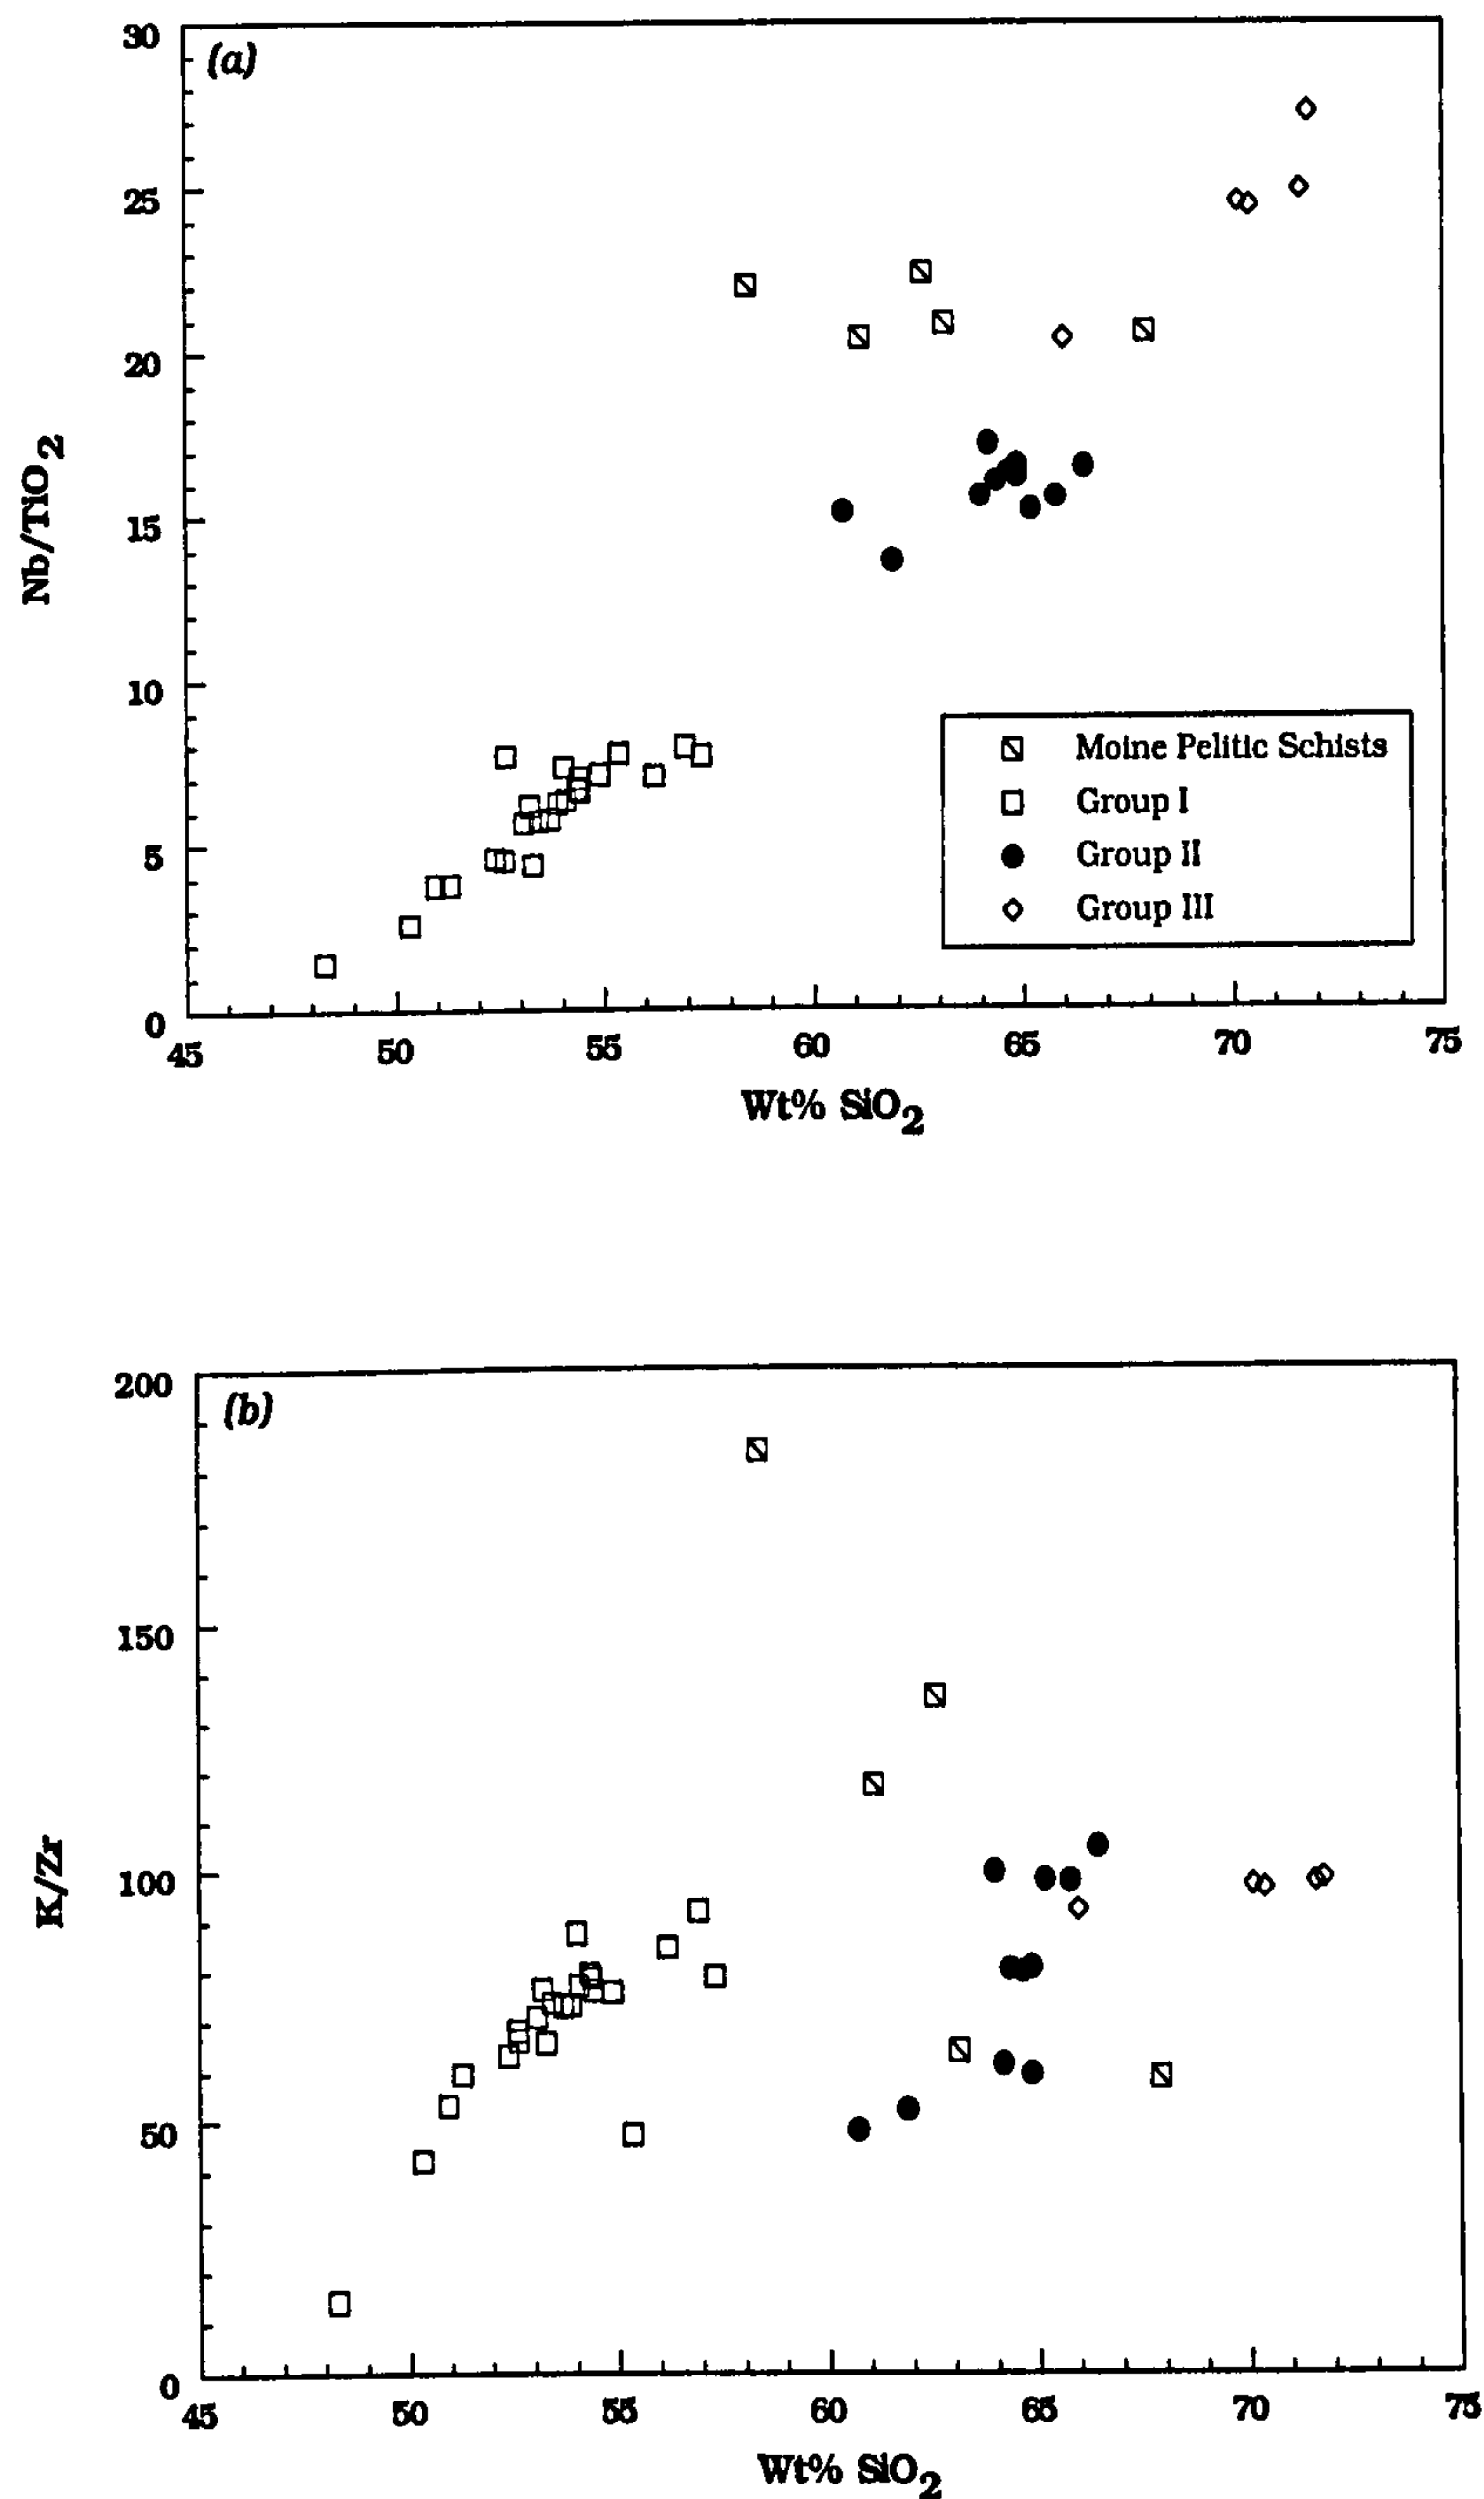 30
(a)
25
20
15
10
5
0
Nb/TiO2
Moine Pelitic Schists
Group I
Group II
Group III
45 50 55 60 65 70 75
Wt% SiO2
200
(b)
150
100
50
0
K/Zr
45 50 55 60 65 70 75
Wt% SiO2